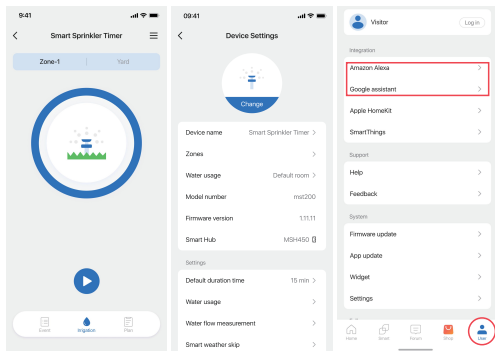 9:41
Smart Sprinkler Timer
Zone-1
Yard
Event
Irrigation
Plan
09:41
Device Settings
Change
Device name Smart Sprinkler Timer
Zones
Water usage Default room
Model number mst200
Firmware version 1.11.11
Smart Hub MSH450
Settings
Default duration time 15 min
Water usage
Water flow measurement
Smart weather skip
Visitor
Log in
Integration
Amazon Alexa
Google assistant
Apple HomeKit
SmartThings
Support
Help
Feedback
System
Firmware update
App update
Widget
Settings
Home
Smart
Forum
Shop
User